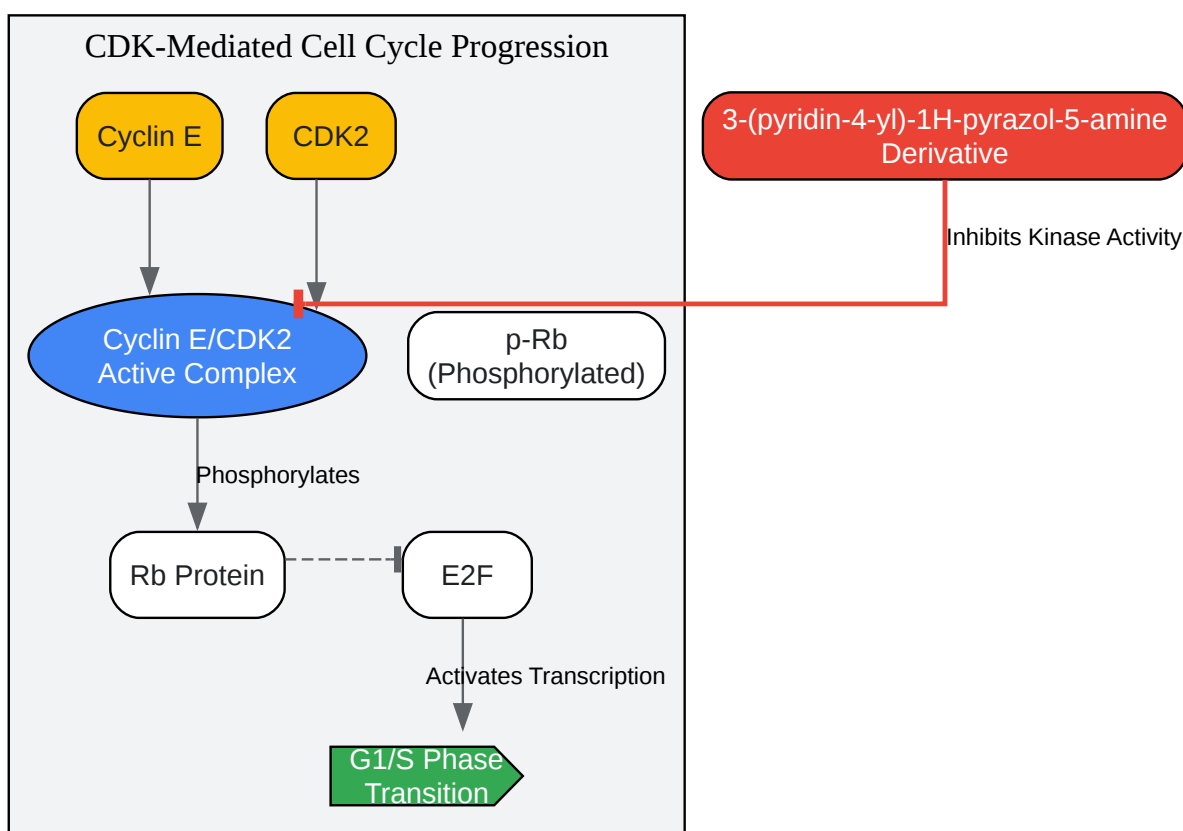 CDK-Mediated Cell Cycle Progression
Cyclin E
CDK2
3-(pyridin-4-yl)-1H-pyrazol-5-amine
Derivative
Inhibits Kinase Activity
Cyclin E/CDK2
Active Complex
p-Rb
(Phosphorylated)
Phosphorylates
Rb Protein
E2F
Activates Transcription
G1/S Phase
Transition